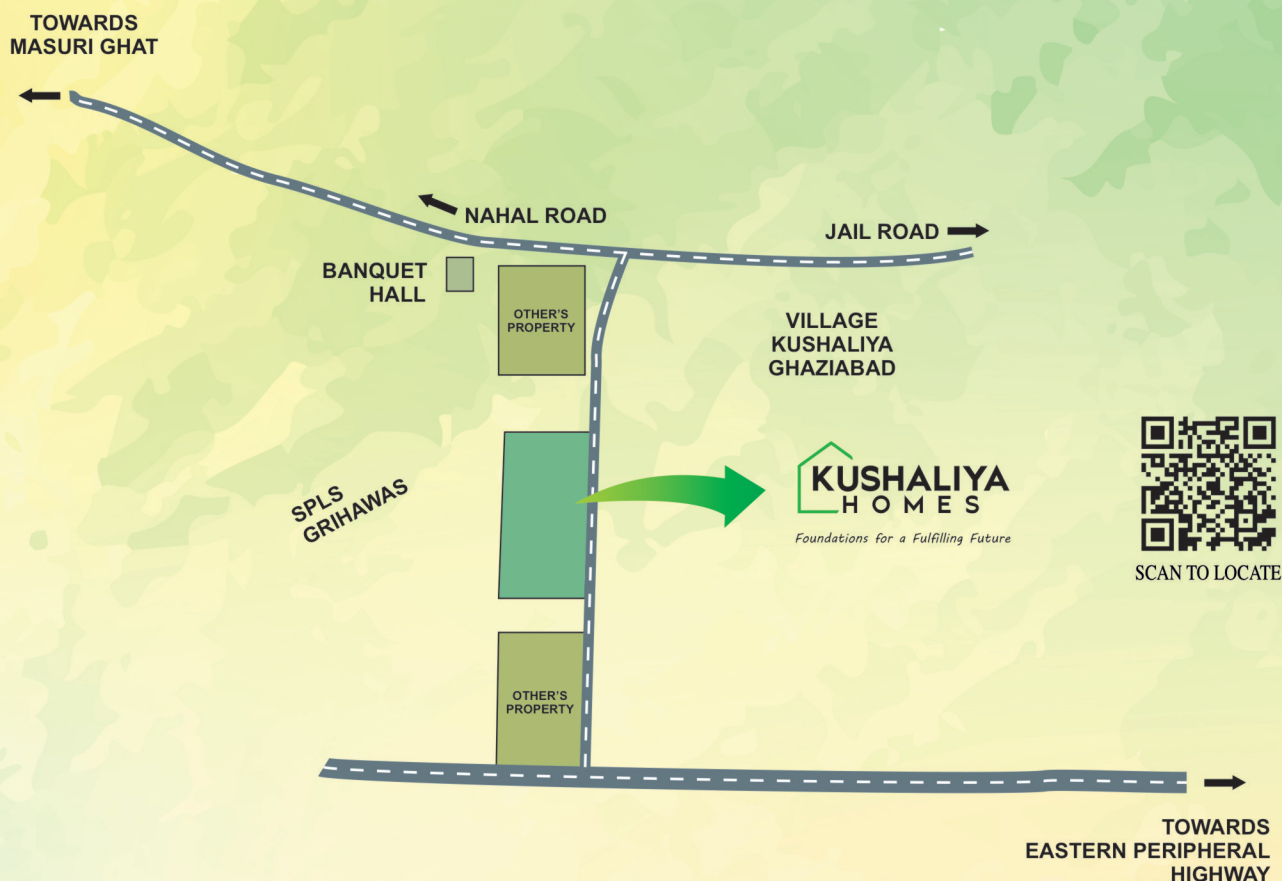 TOWARDS
MASURI GHAT
NAHAL ROAD
JAIL ROAD
BANQUET
HALL
OTHER'S
PROPERTY
VILLAGE
KUSHALIYA
GHAZIABAD
SPLS
GRIHAWAS
KUSHALIYA
HOMES
Foundations for a Fulfilling Future
SCAN TO LOCATE
OTHER'S
PROPERTY
TOWARDS
EASTERN PERIPHERAL
HIGHWAY